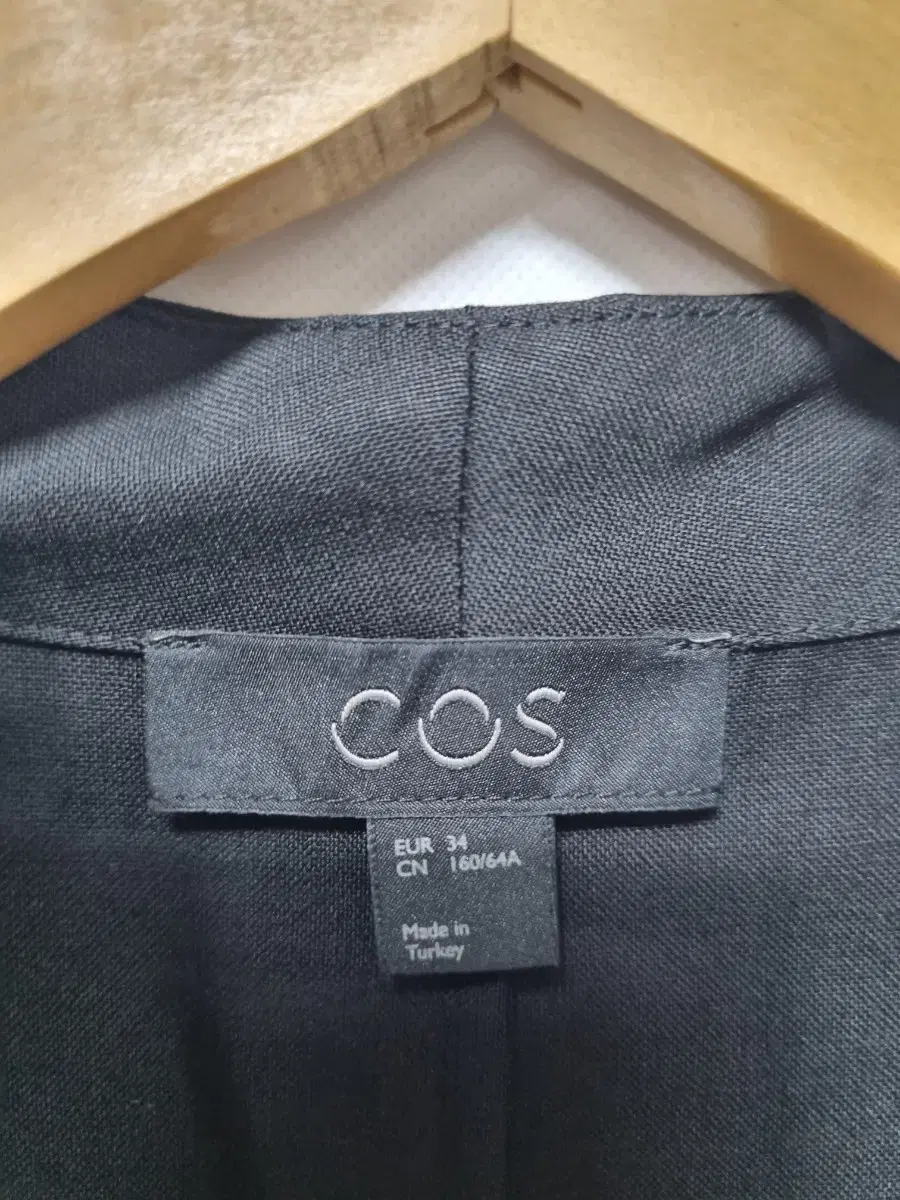 COS
EUR 34
CN 160/64A
Made in
Turkey